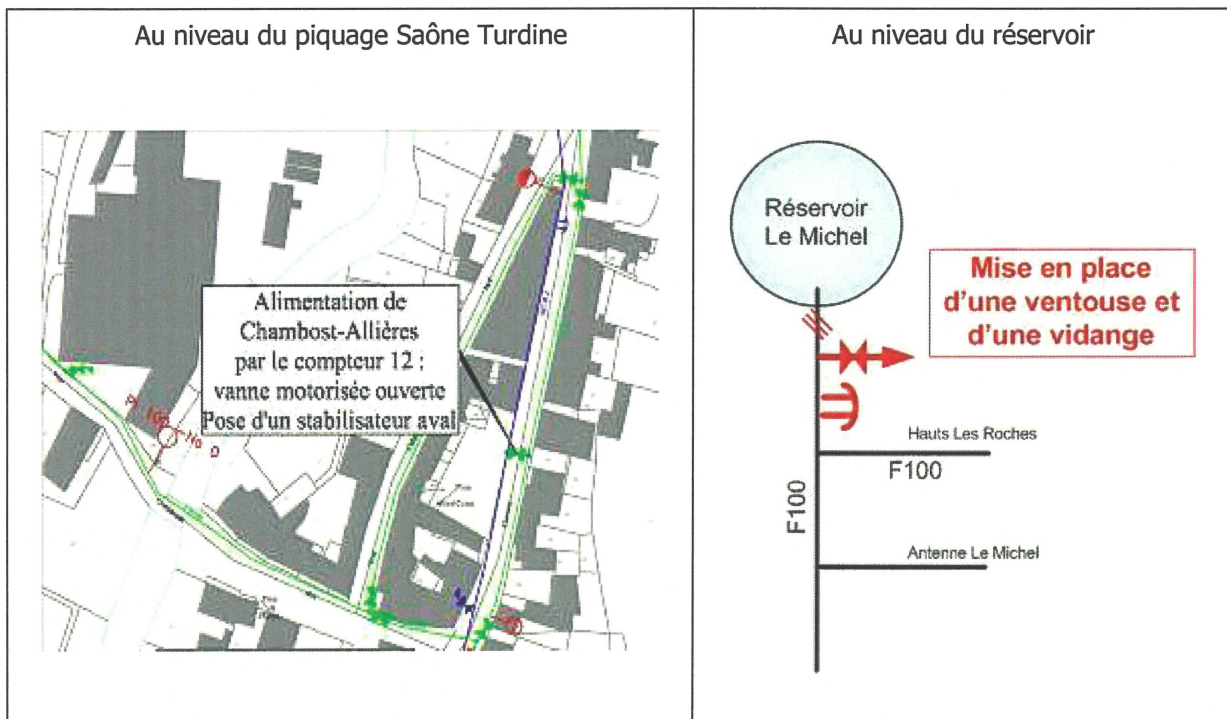 Au niveau du piquage Saône Turdine
Alimentation de
Chambost-Allières
par le compteur 12 :
vanne motorisée ouverte
Pose d'un stabilisateur aval
Au niveau du réservoir
Réservoir
Le Michel
Mise en place
d'une ventouse et
d'une vidange
Hauts Les Roches
F100
F100
Antenne Le Michel